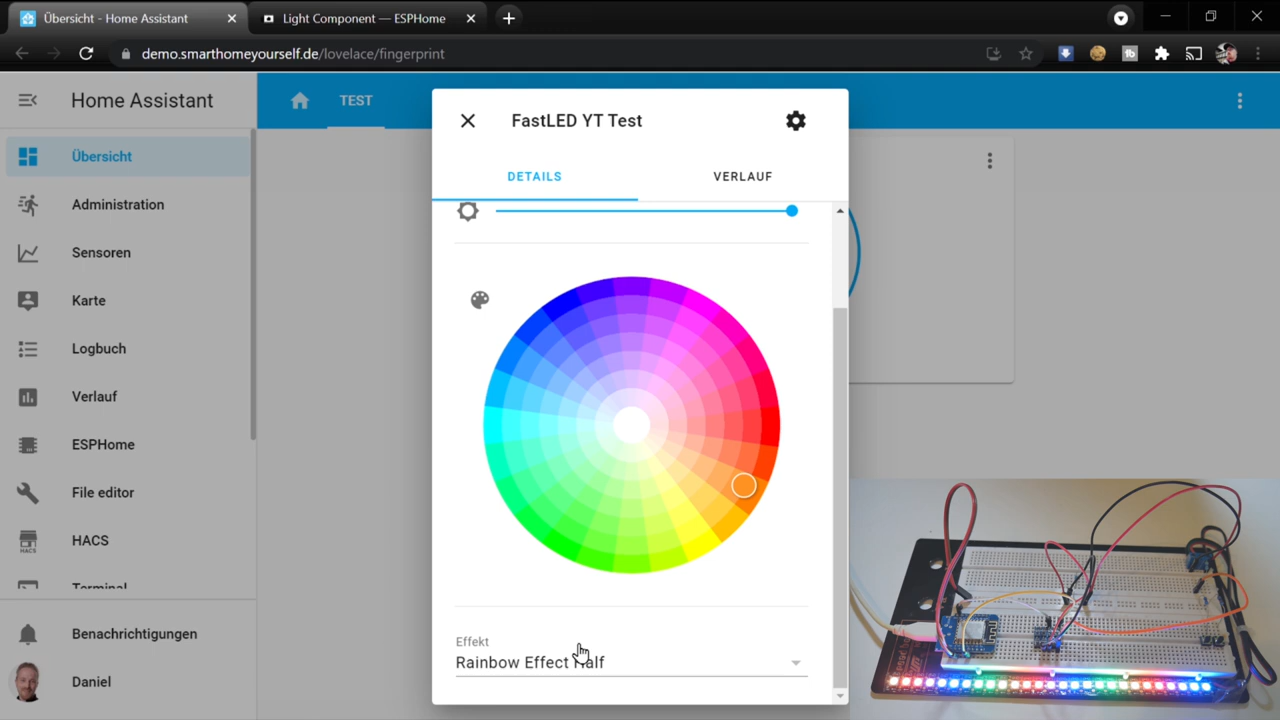 Übersicht - Home Assistant
Light Component — ESPHome
demo.smarthomeyourself.de/lovelace/fingerprint
Home Assistant
TEST
FastLED YT Test
DETAILS
VERLAUF
Übersicht
Administration
Sensoren
Karte
Logbuch
Verlauf
ESPHome
File editor
HACS
HACS
Terminal
Benachrichtigungen
Daniel
Effekt
Rainbow Effect Half